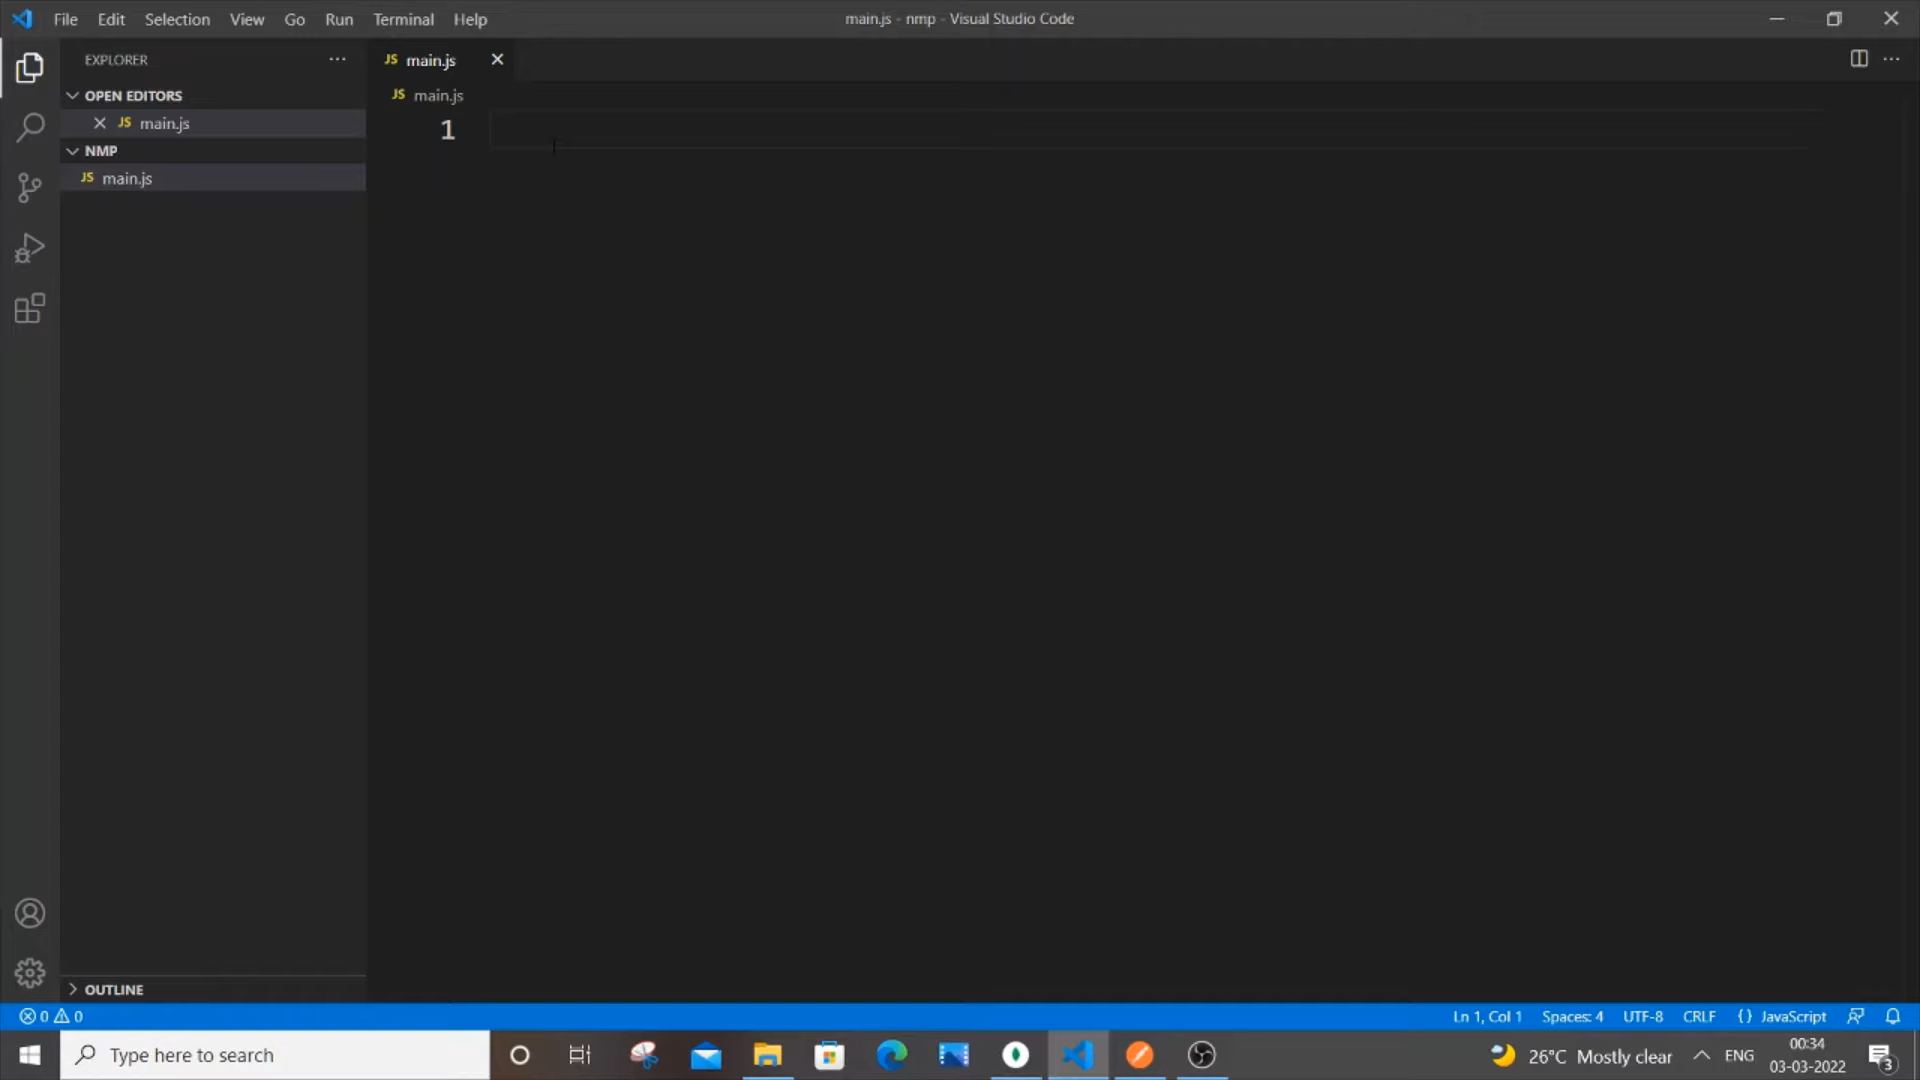 File Edit Selection View Go Run Terminal Help
main.js - nmp - Visual Studio Code
EXPLORER
JS main.js
OPEN EDITORS
JS main.js
JS main.js
NMP
JS main.js
1
OUTLINE
0 0
Ln 1, Col 1 Spaces: 4 UTF-8 CRLF {} JavaScript
Type here to search
26°C Mostly clear
ENG
00:34
03-03-2022
3